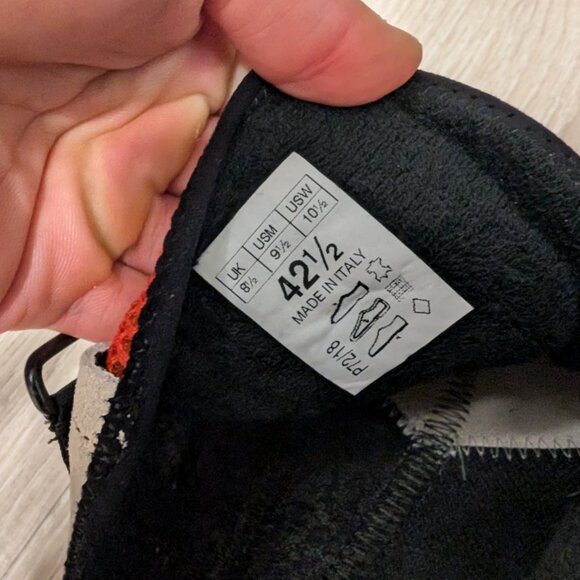 UK USM USW
8½ 9½ 10½
42½
MADE IN ITALY
P72/18